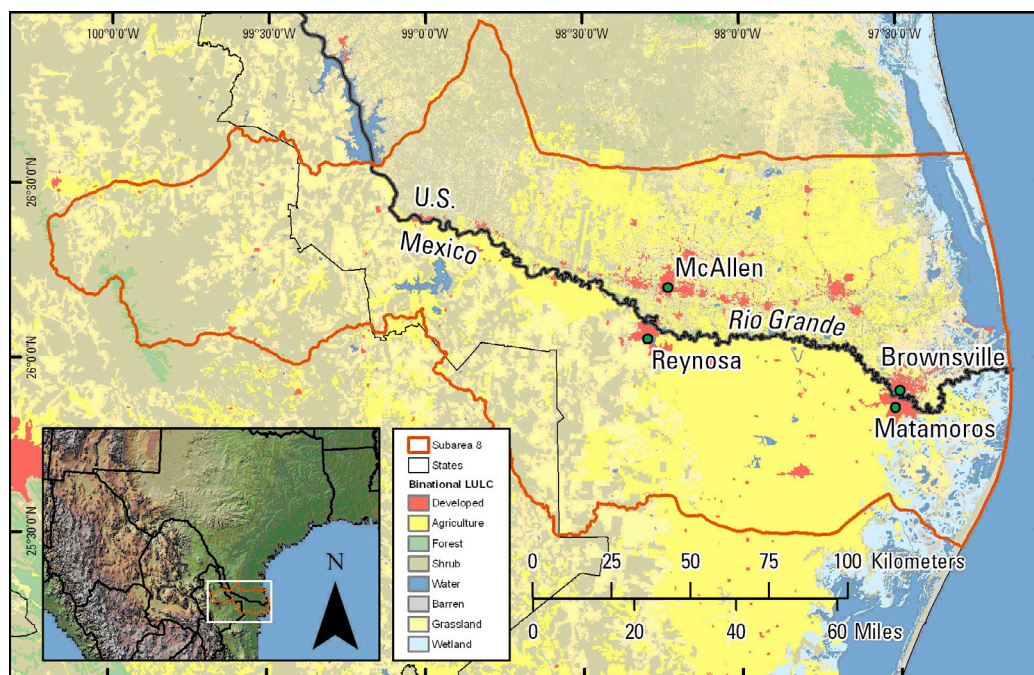 100°0'0"W
99°30'0"W
99°0'0"W
98°30'0"W
98°0'0"W
97°30'0"W
26°30'0"N
26°0'0"N
25°30'0"N
U.S.
Mexico
McAllen
Rio Grande
Reynosa
Brownsville
Matamoros
N
Subarea 8
States
Binational LULC
Developed
Agriculture
Forest
Shrub
Water
Barren
Grassland
Wetland
0 25 50 75 100 Kilometers
0 20 40 60 Miles